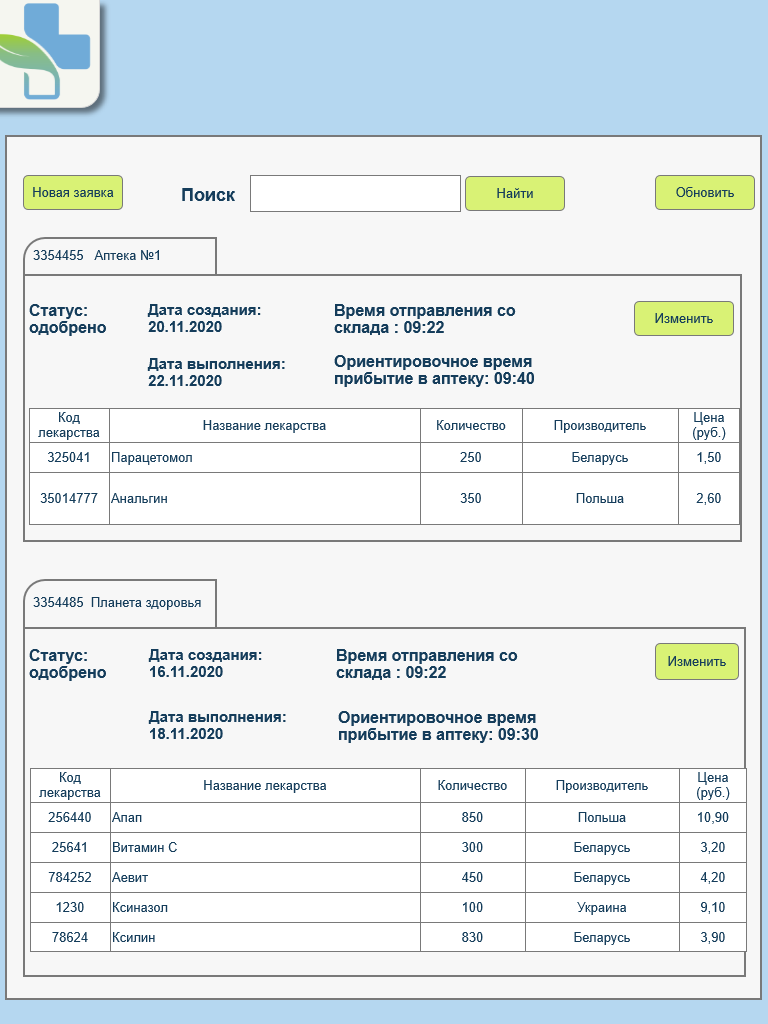 Новая заявка Поиск Найти Обновить
3354455 Аптека №1
Статус: Дата создания: Время отправления со Изменить
одобрено 20.11.2020 склада : 09:22
Дата выполнения: Ориентировочное время
22.11.2020 прибытие в аптеку: 09:40
Код Название лекарства Количество Производитель Цена
лекарства (руб.)
325041 Парацетомол 250 Беларусь 1,50
35014777 Анальгин 350 Польша 2,60
3354485 Планета здоровья
Статус: Дата создания: Время отправления со Изменить
одобрено 16.11.2020 склада : 09:22
Дата выполнения: Ориентировочное время
18.11.2020 прибытие в аптеку: 09:30
Код Название лекарства Количество Производитель Цена
лекарства (руб.)
256440 Апап 850 Польша 10,90
25641 Витамин С 300 Беларусь 3,20
784252 Аевит 450 Беларусь 4,20
1230 Ксиназол 100 Украина 9,10
78624 Ксилин 830 Беларусь 3,90